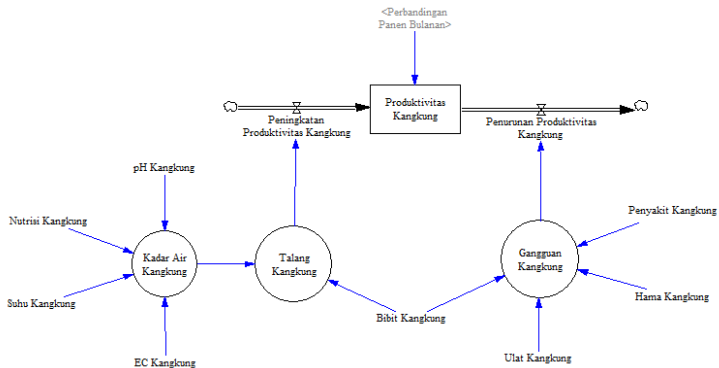 <Perbandingan
Panen Bulanan>
Produktivitas
Kangkung
Peningkatan
Produktivitas Kangkung
Penurunan Produktivitas
Kangkung
pH Kangkung
Nutrisi Kangkung
Penyakit Kangkung
Kadar Air
Kangkung
Talang
Kangkung
Gangguan
Kangkung
Suhu Kangkung
Hama Kangkung
Bibit Kangkung
EC Kangkung
Ulat Kangkung